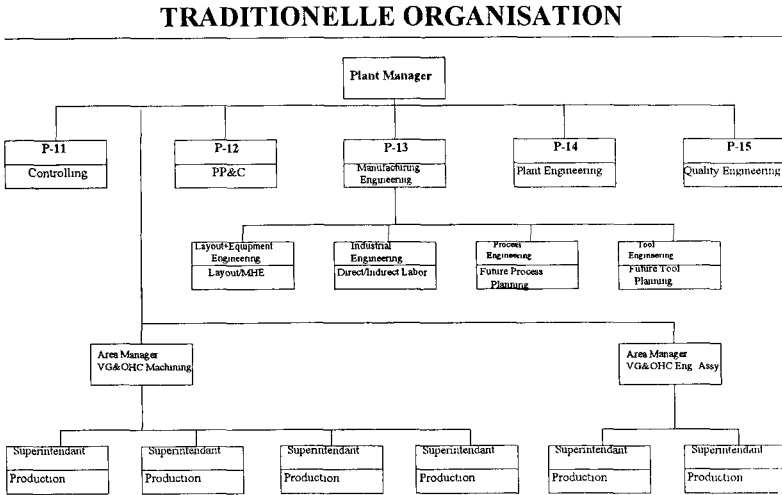 TRADITIONELLE ORGANISATION
Plant Manager
P-11
Controlling
P-12
PP&C
P-13
Manufacturing
Engineering
P-14
Plant Engineering
P-15
Quality Engineering
Layout+Equipment
Engineering
Layout/MHE
Industrial
Engineering
Direct/Indirect Labor
Process
Engineering
Future Process
Planning
Tool
Engineering
Future Tool
Planning
Area Manager
VG&OHC Machining
Area Manager
VG&OHC Eng Assy
Superintendant
Production
Superintendant
Production
Superintendant
Production
Superintendant
Production
Superintendant
Production
Superintendant
Production